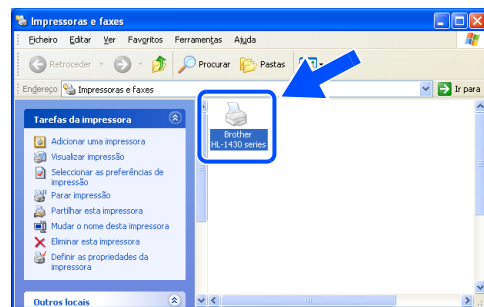 Impressoras e faxes
Ficheiro Editar Ver Favoritos Ferramentas Ajuda
Retroceder Procurar Pastas
Endereço Impressoras e faxes Ir para
Tarefas da impressora
Adicionar uma impressora
Visualizar impressão
Seleccionar as preferências de
impressão
Parar impressão
Partilhar esta impressora
Mudar o nome desta impressora
Eliminar esta impressora
Definir as propriedades da
impressora
Outros locais
Brother
HL-1430 series